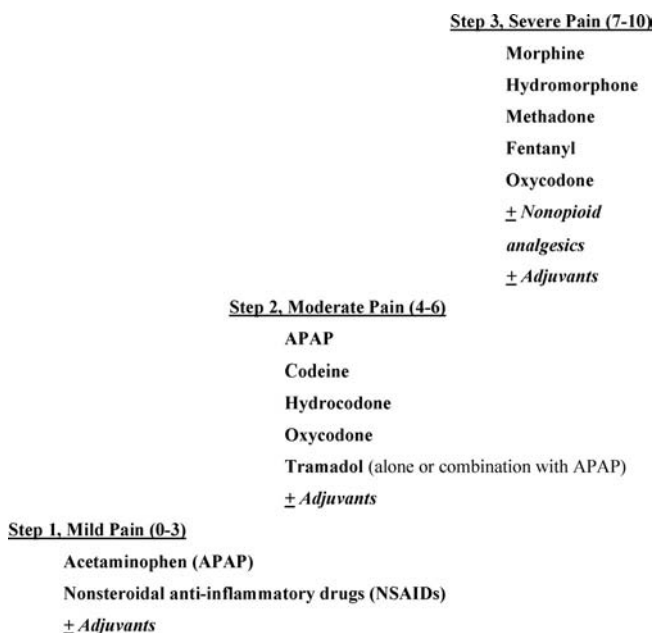 Step 3, Severe Pain (7-10)
Morphine
Hydromorphone
Methadone
Fentanyl
Oxycodone
± Nonopioid
analgesics
± Adjuvants
Step 2, Moderate Pain (4-6)
APAP
Codeine
Hydrocodone
Oxycodone
Tramadol (alone or combination with APAP)
± Adjuvants
Step 1, Mild Pain (0-3)
Acetaminophen (APAP)
Nonsteroidal anti-inflammatory drugs (NSAIDs)
± Adjuvants